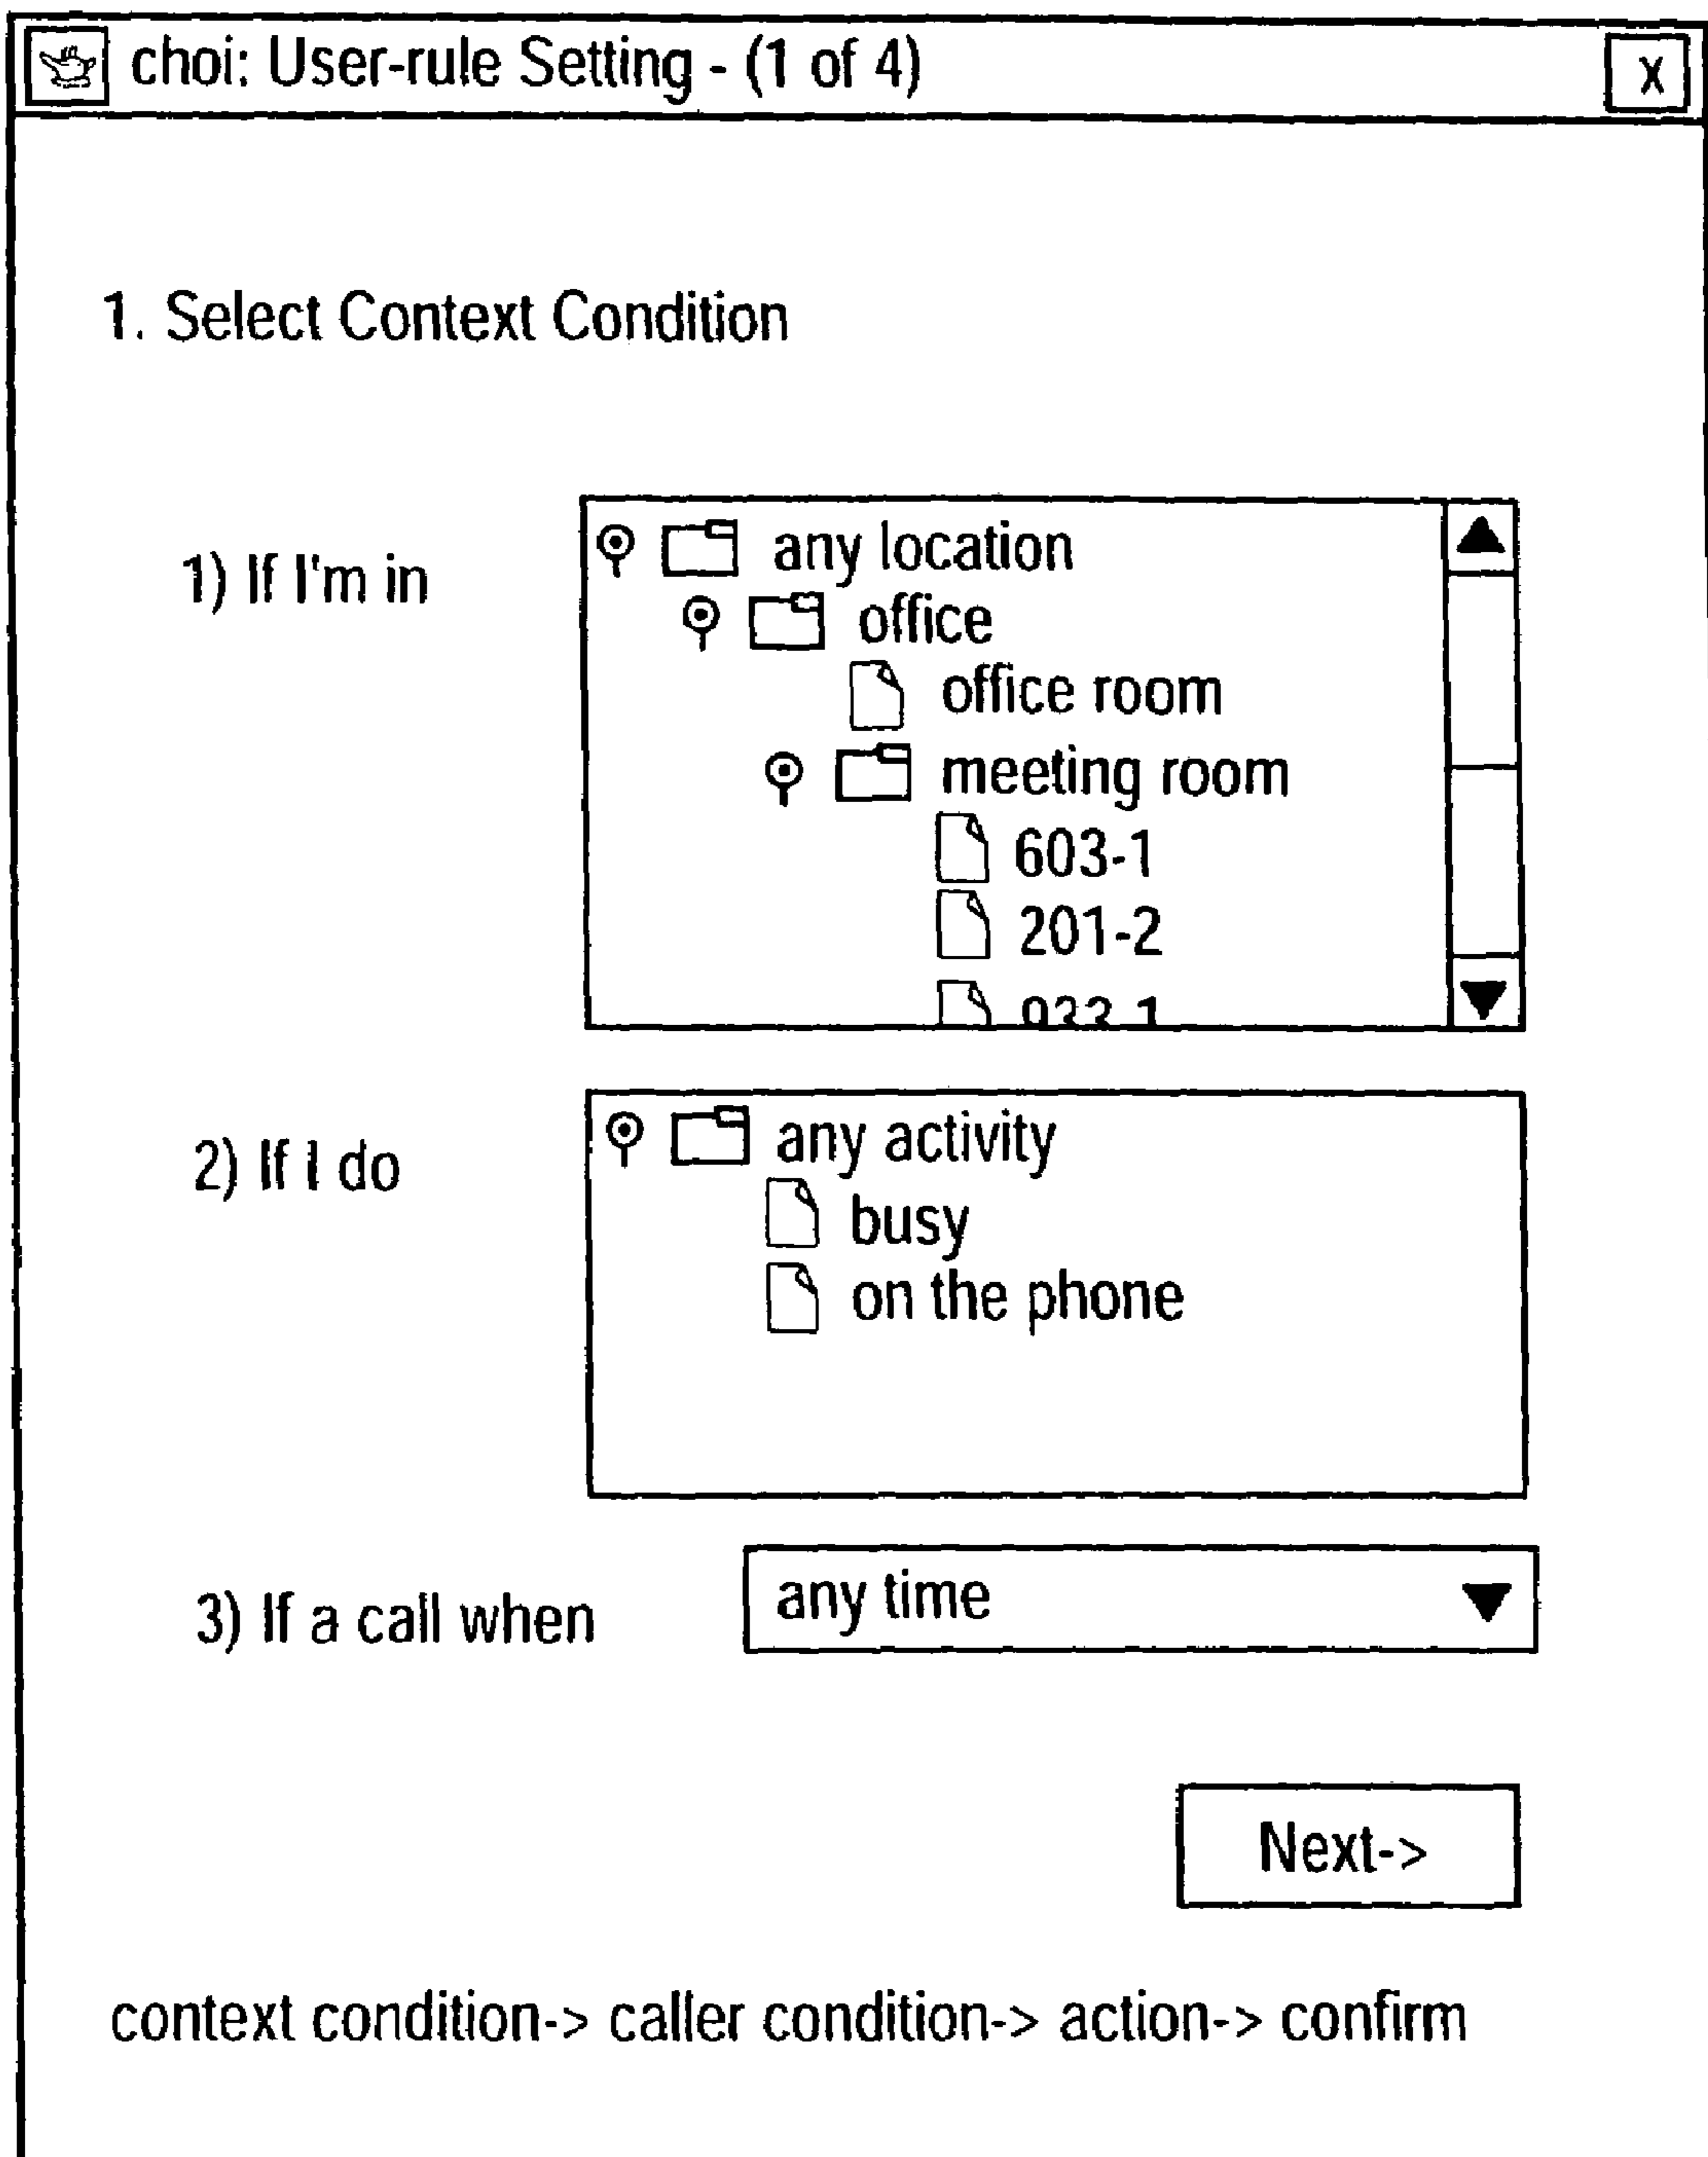 choi: User-rule Setting - (1 of 4)
X
1. Select Context Condition
1) If I'm in
any location
office
office room
meeting room
603-1
201-2
2) If I do
any activity
busy
on the phone
3) If a call when
any time
Next->
context condition-> caller condition-> action-> confirm